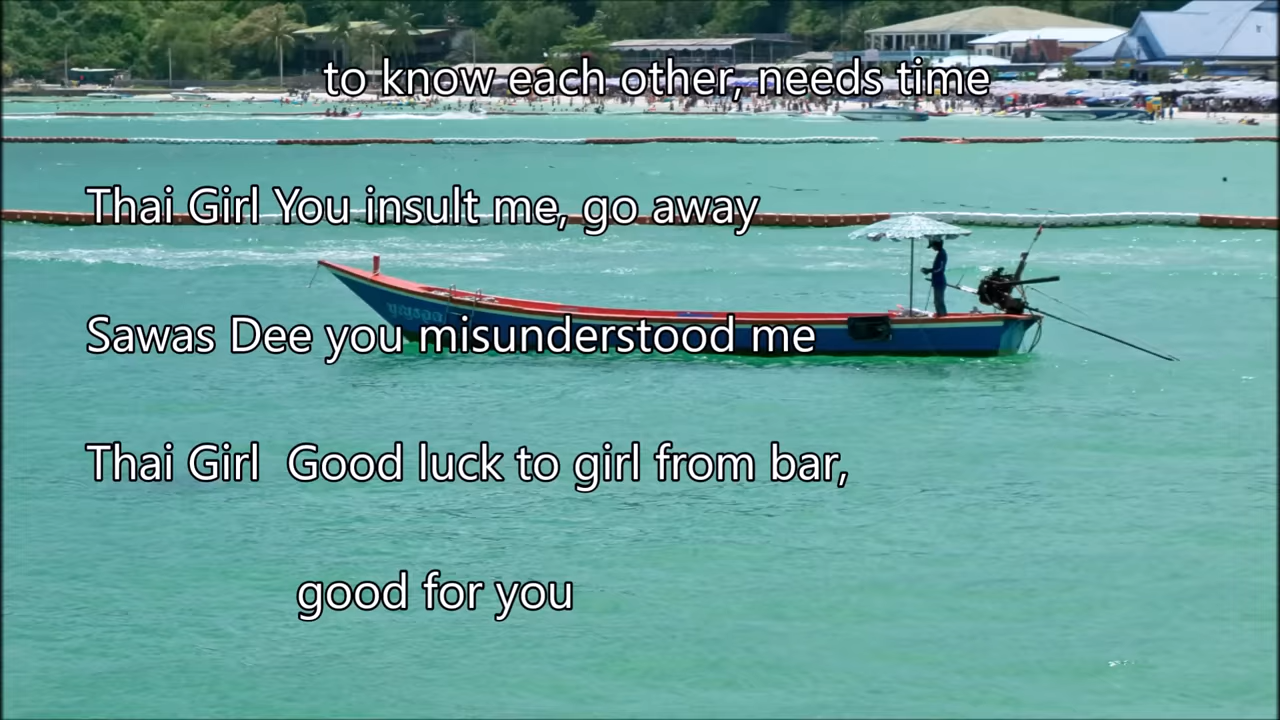 to know each other, needs time
Thai Girl You insult me, go away
Sawas Dee you misunderstood me
Thai Girl  Good luck to girl from bar,
good for you